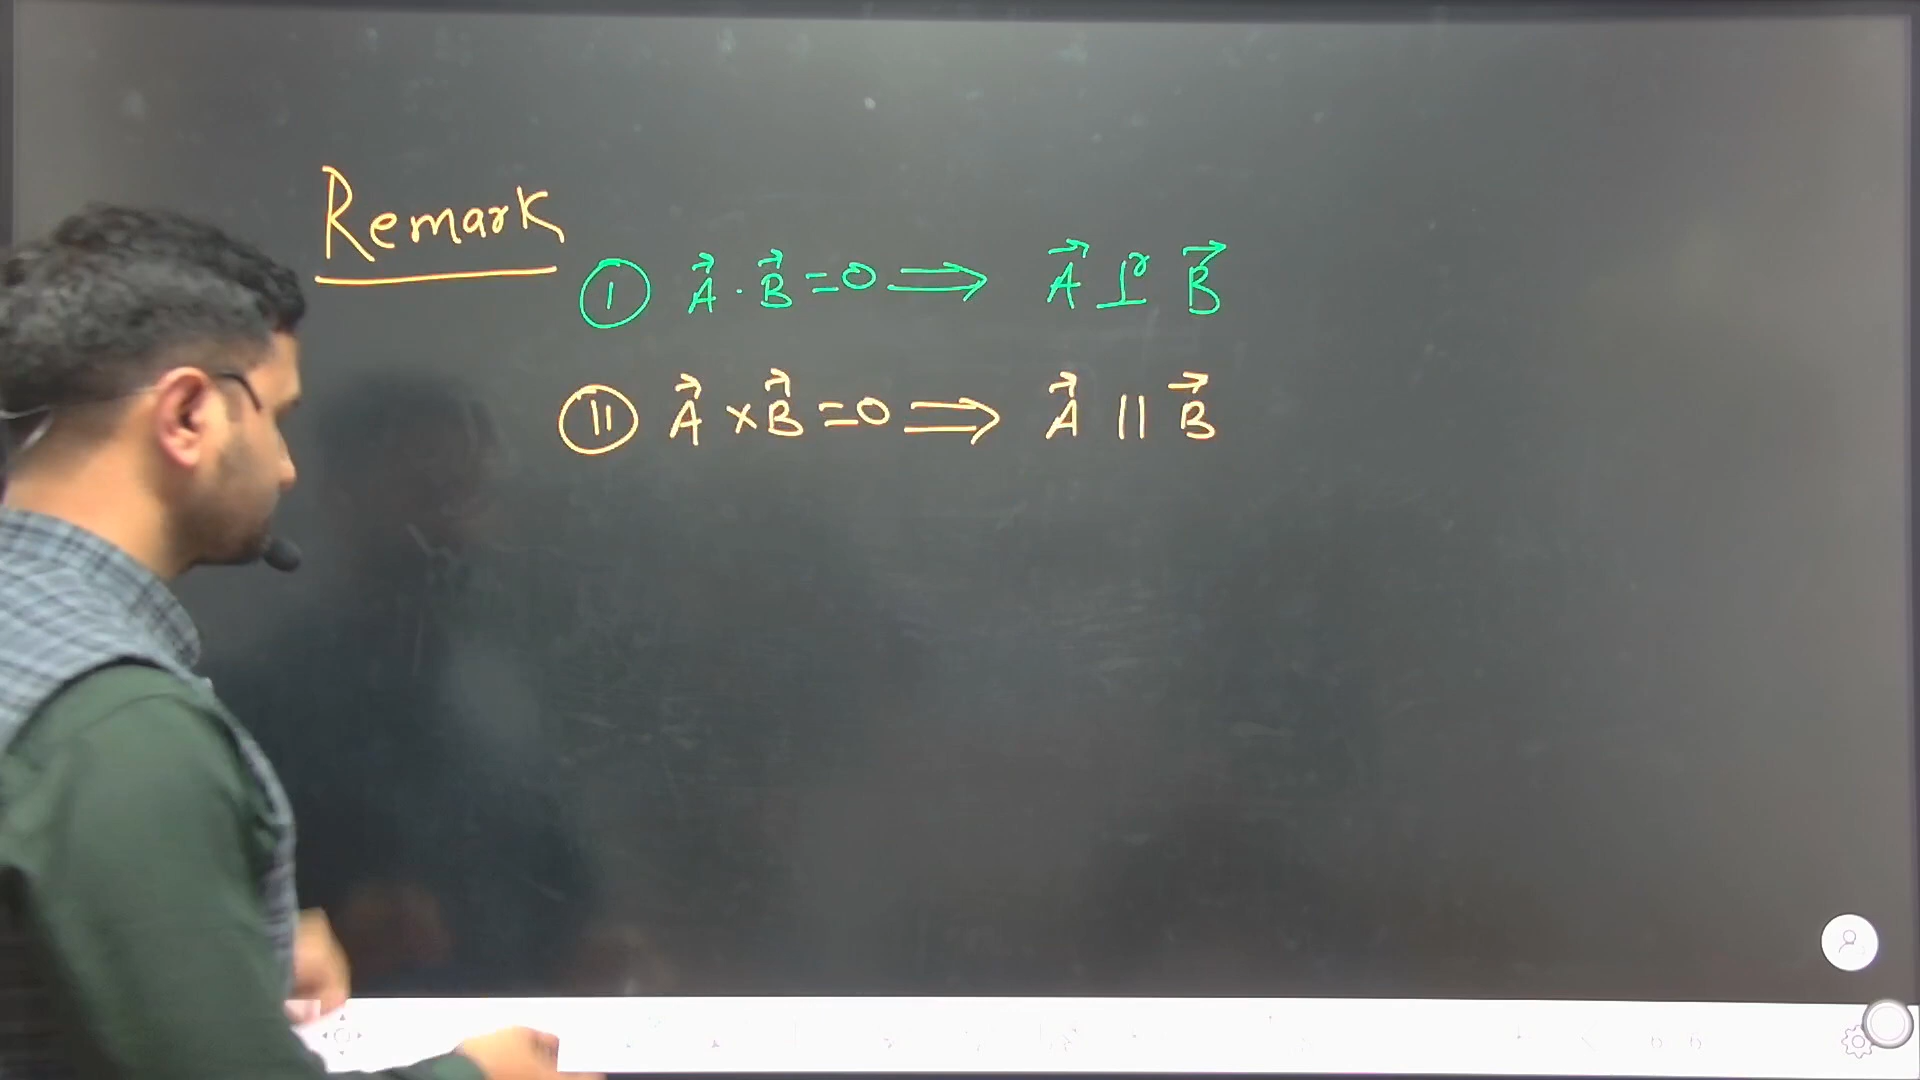 Remark
① A⃗ · B⃗ = 0 ⟹ A⃗ ⊥ʳ B⃗
⑪ A⃗ × B⃗ = 0 ⟹ A⃗ || B⃗